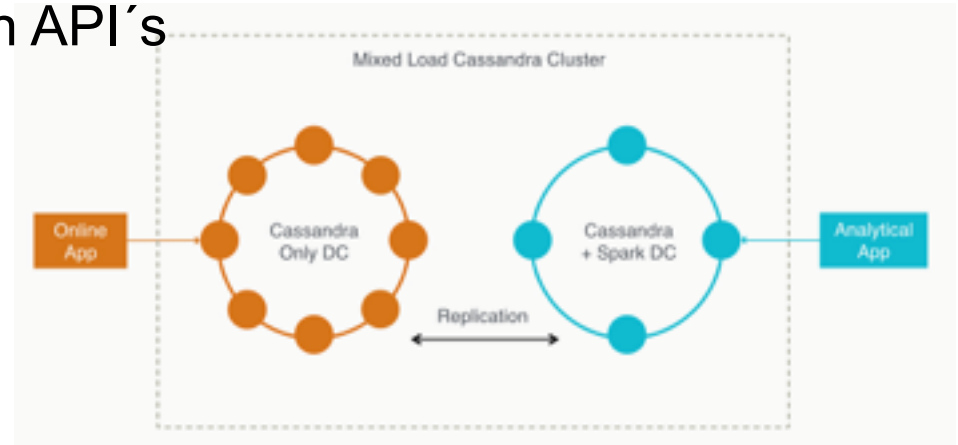 n API´s
Mixed Load Cassandra Cluster
Online
App
Cassandra
Only DC
Cassandra
+ Spark DC
Analytical
App
Replication